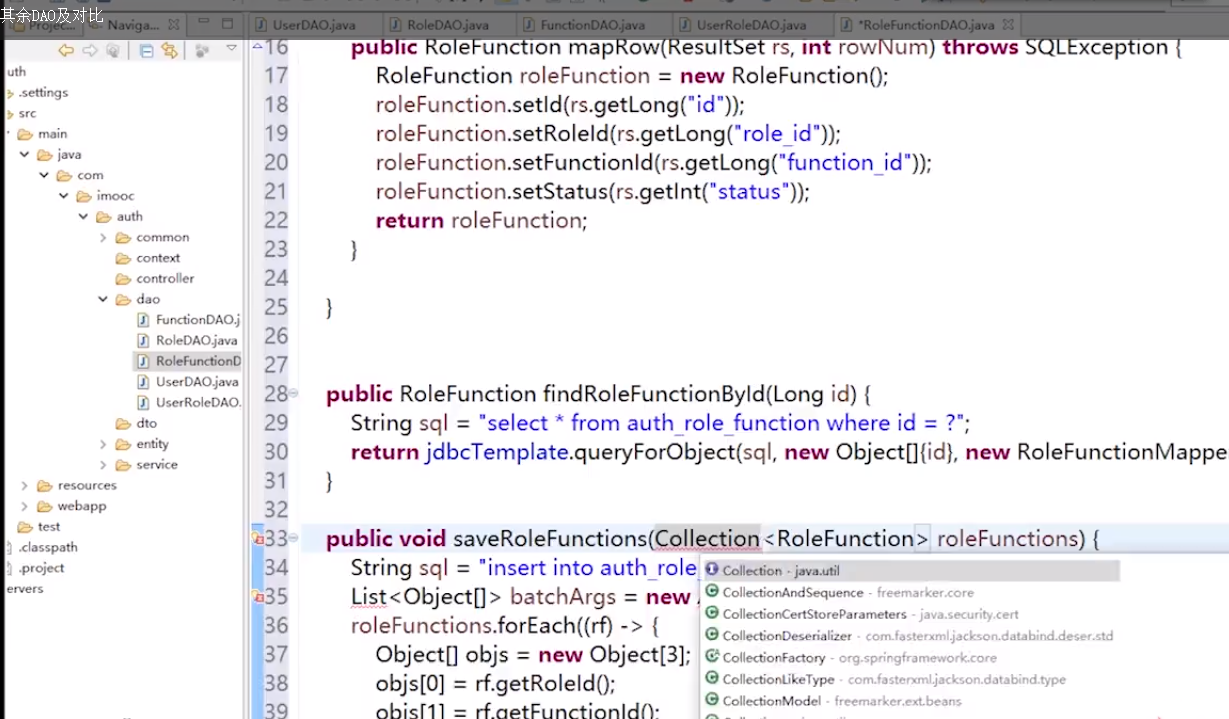 其余DAO及对比
Projec...
Naviga...
UserDAO.java
RoleDAO.java
FunctionDAO.java
UserRoleDAO.java
*RoleFunctionDAO.java
uth
.settings
src
main
java
com
imooc
auth
common
context
controller
dao
FunctionDAO.j
RoleDAO.java
RoleFunctionD
UserDAO.java
UserRoleDAO.
dto
entity
service
resources
webapp
test
.classpath
.project
ervers
16 public RoleFunction mapRow(ResultSet rs, int rowNum) throws SQLException {
17 RoleFunction roleFunction = new RoleFunction();
18 roleFunction.setId(rs.getLong("id"));
19 roleFunction.setRoleId(rs.getLong("role_id"));
20 roleFunction.setFunctionId(rs.getLong("function_id"));
21 roleFunction.setStatus(rs.getInt("status"));
22 return roleFunction;
23 }
24
25 }
26
27
28 public RoleFunction findRoleFunctionById(Long id) {
29 String sql = "select * from auth_role_function where id = ?";
30 return jdbcTemplate.queryForObject(sql, new Object[]{id}, new RoleFunctionMappe
31 }
32
33 public void saveRoleFunctions(Collection<RoleFunction> roleFunctions) {
34 String sql = "insert into auth_role_
35 List<Object[]> batchArgs = new
36 roleFunctions.forEach((rf) -> {
37 Object[] objs = new Object[3];
38 objs[0] = rf.getRoleId();
39 objs[1] = rf.getFunctionId();
Collection - java.util
CollectionAndSequence - freemarker.core
CollectionCertStoreParameters - java.security.cert
CollectionDeserializer - com.fasterxml.jackson.databind.deser.std
CollectionFactory - org.springframework.core
CollectionLikeType - com.fasterxml.jackson.databind.type
CollectionModel - freemarker.ext.beans